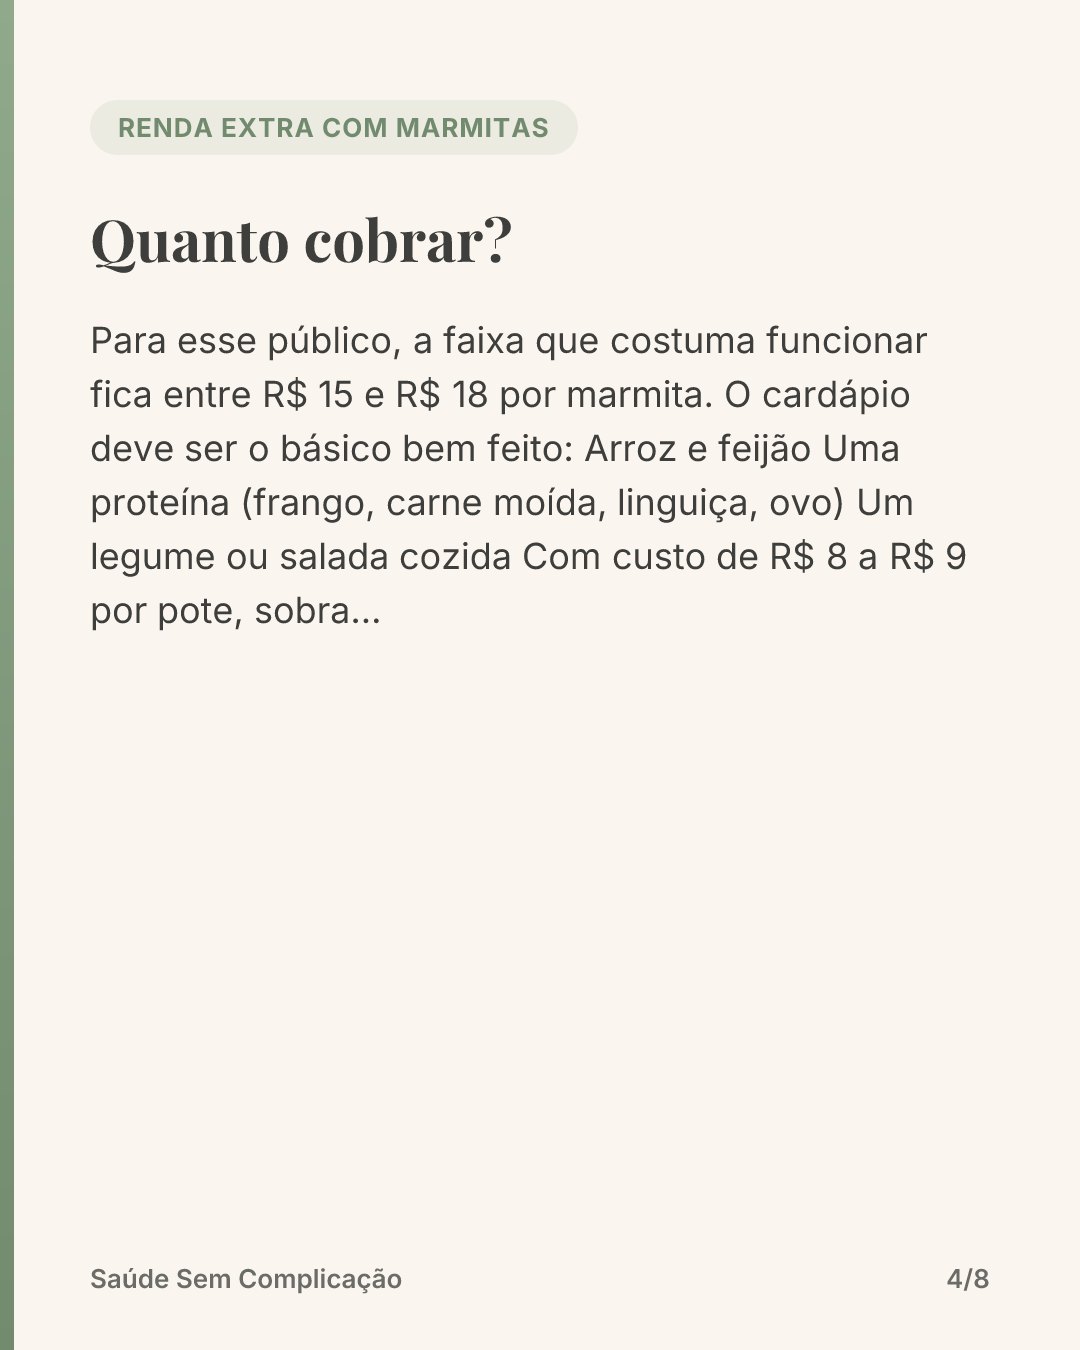 RENDA EXTRA COM MARMITAS
Quanto cobrar?
Para esse público, a faixa que costuma funcionar
fica entre R$ 15 e R$ 18 por marmita. O cardápio
deve ser o básico bem feito: Arroz e feijão Uma
proteína (frango, carne moída, linguiça, ovo) Um
legume ou salada cozida Com custo de R$ 8 a R$ 9
por pote, sobra...
Saúde Sem Complicação
4/8